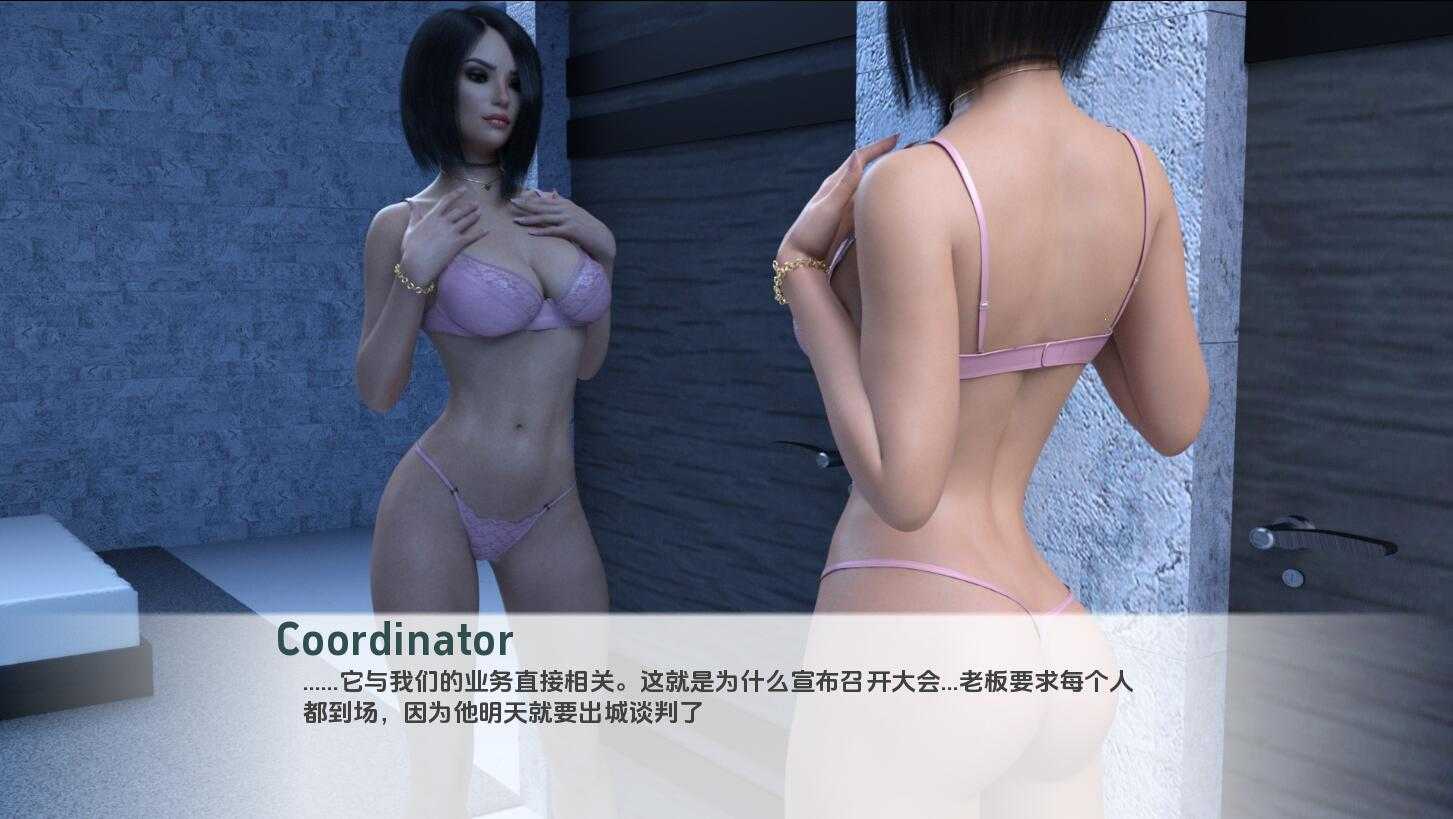 Coordinator
......它与我们的业务直接相关。这就是为什么宣布召开大会...老板要求每个人
都到场，因为他明天就要出城谈判了